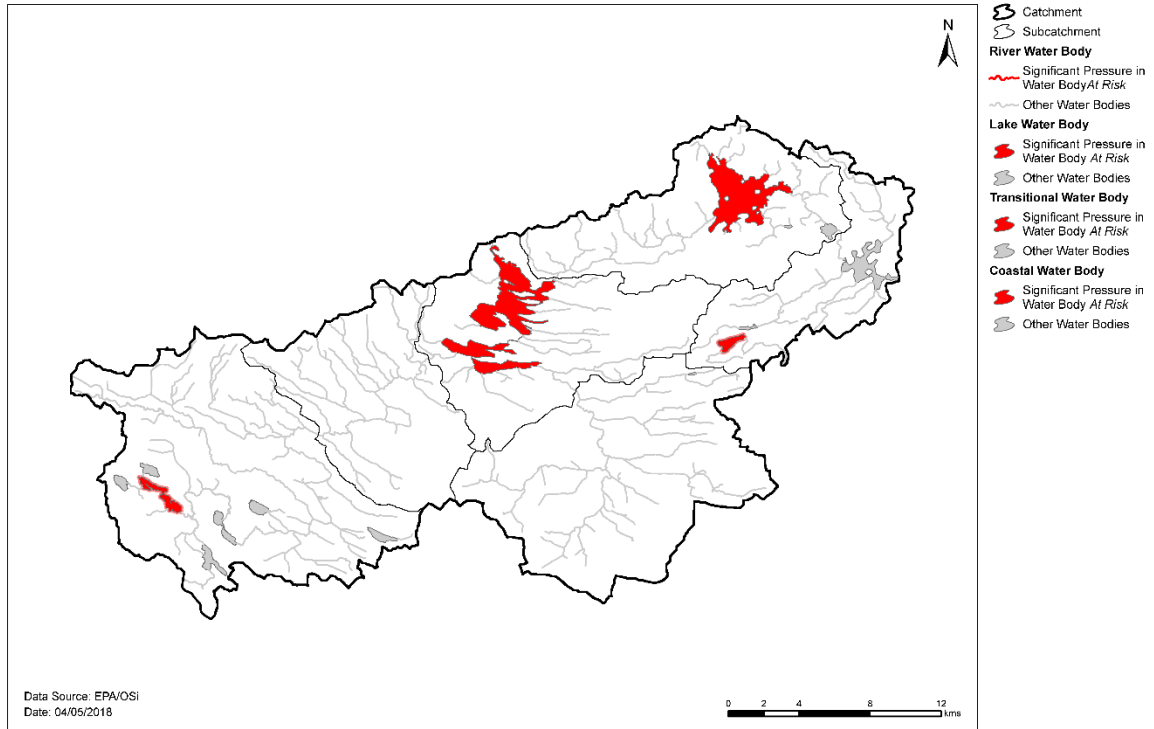 N
Catchment
Subcatchment
River Water Body
Significant Pressure in
Water BodyAt Risk
Other Water Bodies
Lake Water Body
Significant Pressure in
Water Body At Risk
Other Water Bodies
Transitional Water Body
Significant Pressure in
Water Body At Risk
Other Water Bodies
Coastal Water Body
Significant Pressure in
Water Body At Risk
Other Water Bodies
Data Source: EPA/OSi
Date: 04/05/2018
0 2 4 8 12
kms